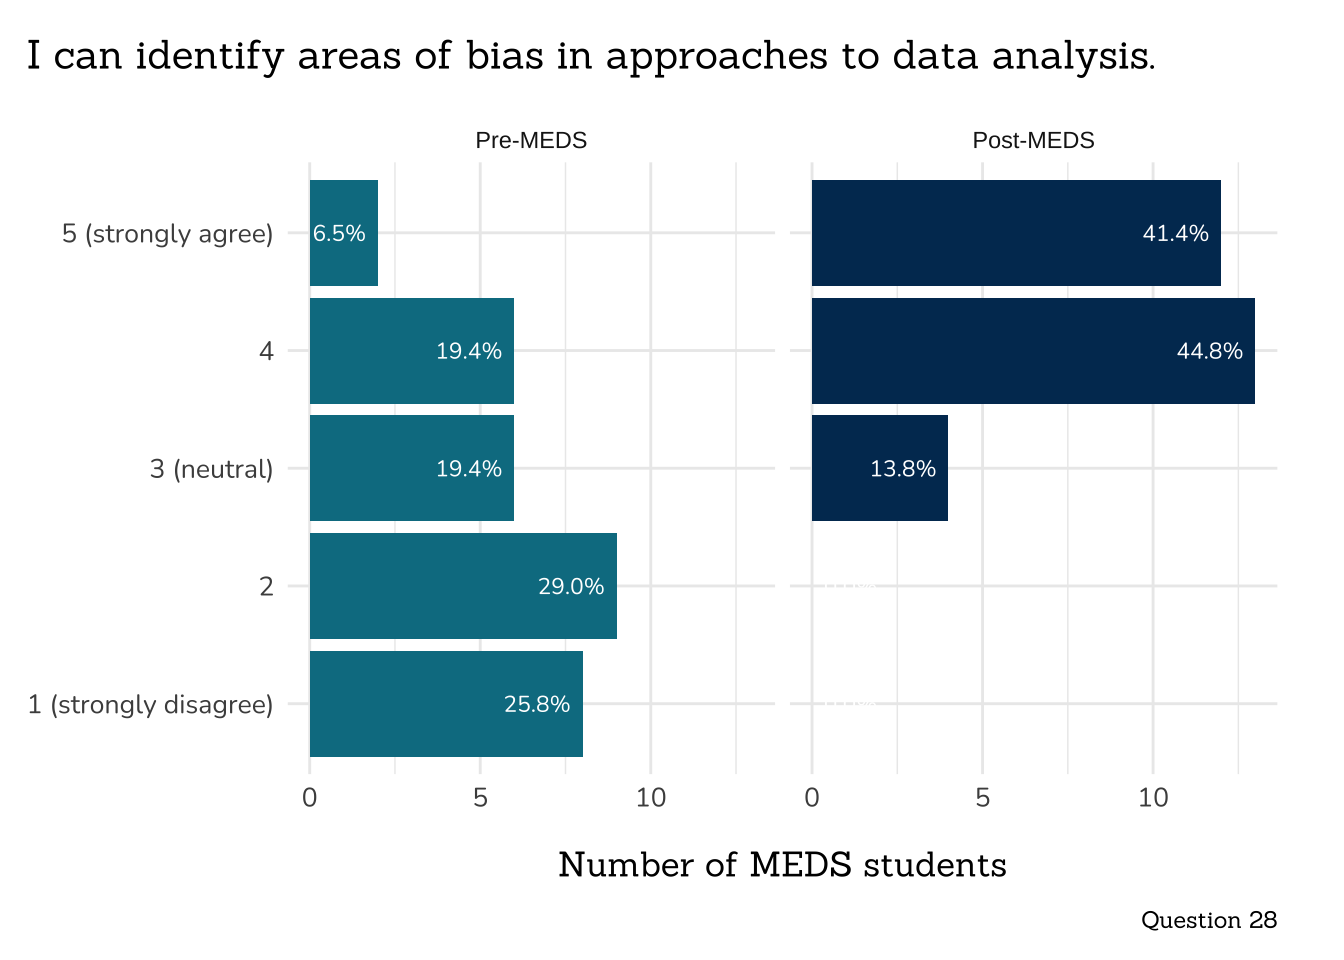 I can identify areas of bias in approaches to data analysis.
Pre-MEDS
Post-MEDS
5 (strongly agree)
6.5%
41.4%
4
19.4%
44.8%
3 (neutral)
19.4%
13.8%
2
29.0%
1 (strongly disagree)
25.8%
0 5 10
0 5 10
Number of MEDS students
Question 28